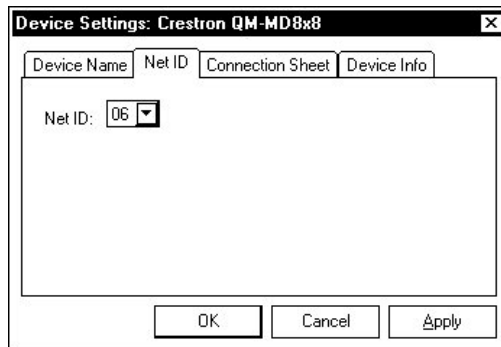 Device Settings: Crestron QM-MD8x8
Device Name Net ID Connection Sheet Device Info
Net ID: 06
OK Cancel Apply